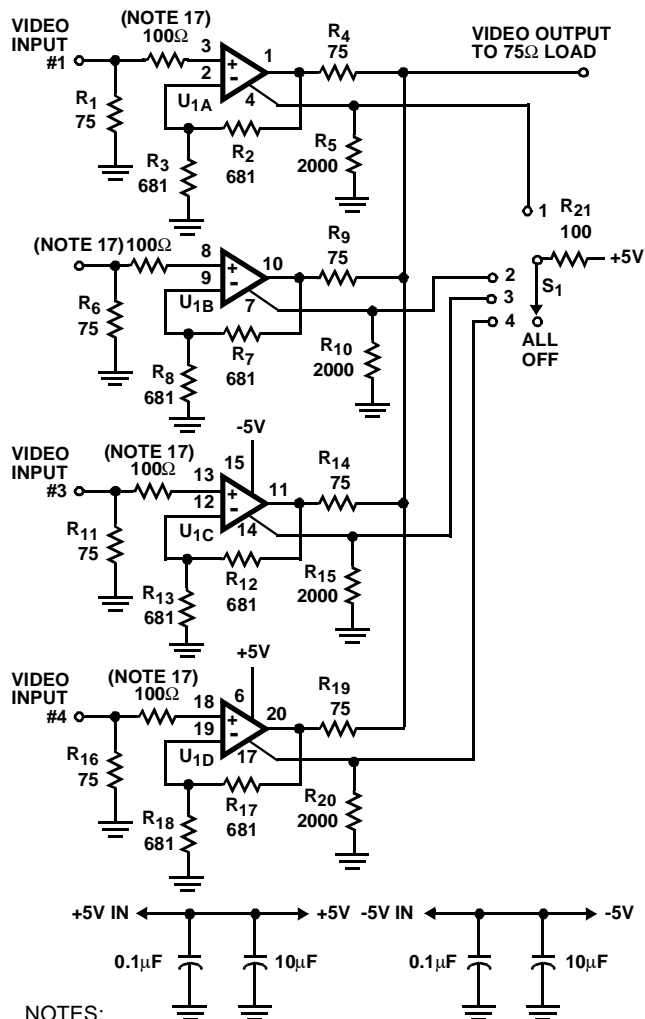 VIDEO
INPUT
#1
(NOTE 17)
100Ω
3
2
+
-
1
4
U1A
R1
75
R2
681
R3
681
R4
75
R5
2000
VIDEO OUTPUT
TO 75Ω LOAD
1
R21
100
+5V
S1
2
3
4
ALL
OFF
(NOTE 17) 100Ω
8
9
+
-
10
7
U1B
R6
75
R7
681
R8
681
R9
75
R10
2000
VIDEO
INPUT
#3
(NOTE 17)
100Ω
-5V
15
13
12
+
-
11
14
U1C
R11
75
R12
681
R13
681
R14
75
R15
2000
VIDEO
INPUT
#4
(NOTE 17)
100Ω
+5V
6
18
19
+
-
20
17
U1D
R16
75
R17
681
R18
681
R19
75
R20
2000
+5V IN
+5V
-5V IN
-5V
0.1µF
10µF
0.1µF
10µF
NOTES: